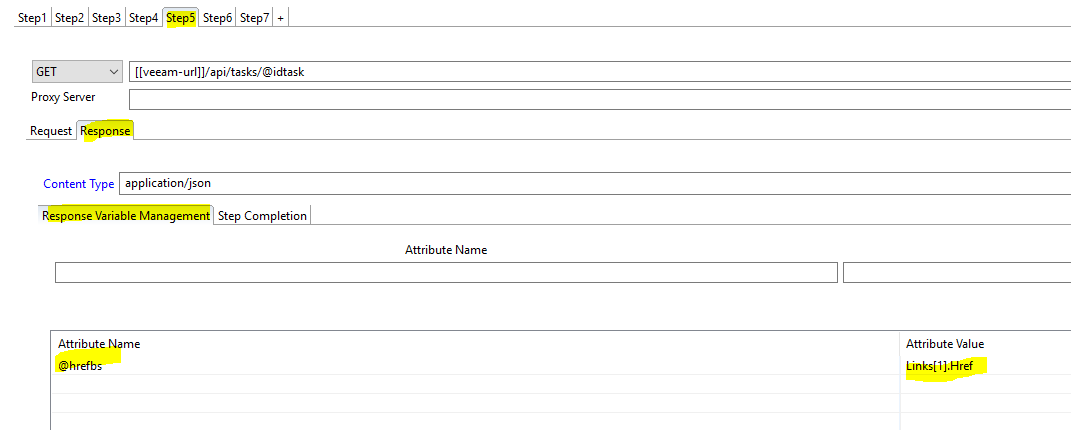 Step1 Step2 Step3 Step4 Step5 Step6 Step7 +
GET [[veeam-url]]/api/tasks/@idtask
Proxy Server
Request Response
Content Type application/json
Response Variable Management Step Completion
Attribute Name
Attribute Name Attribute Value
@hrefbs Links[1].Href